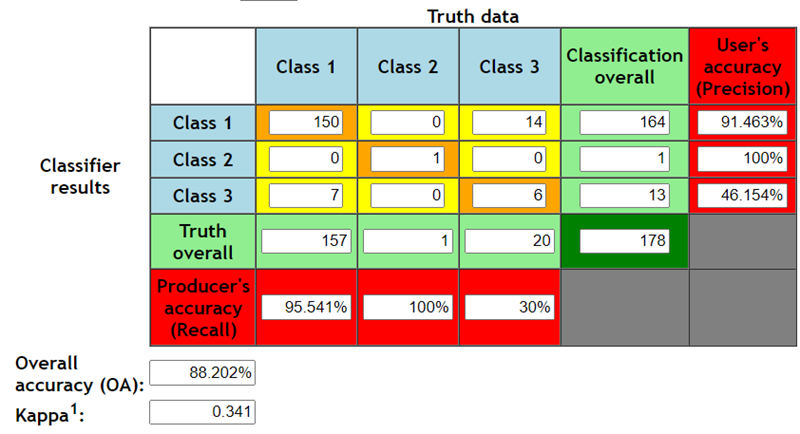 Truth data
Class 1 Class 2 Class 3 Classification overall User's accuracy (Precision)
Class 1 150 0 14 164 91.463%
Classifier results
Class 2 0 1 0 1 100%
Class 3 7 0 6 13 46.154%
Truth overall 157 1 20 178
Producer's accuracy (Recall) 95.541% 100% 30%
Overall accuracy (OA): 88.202%
Kappa1: 0.341